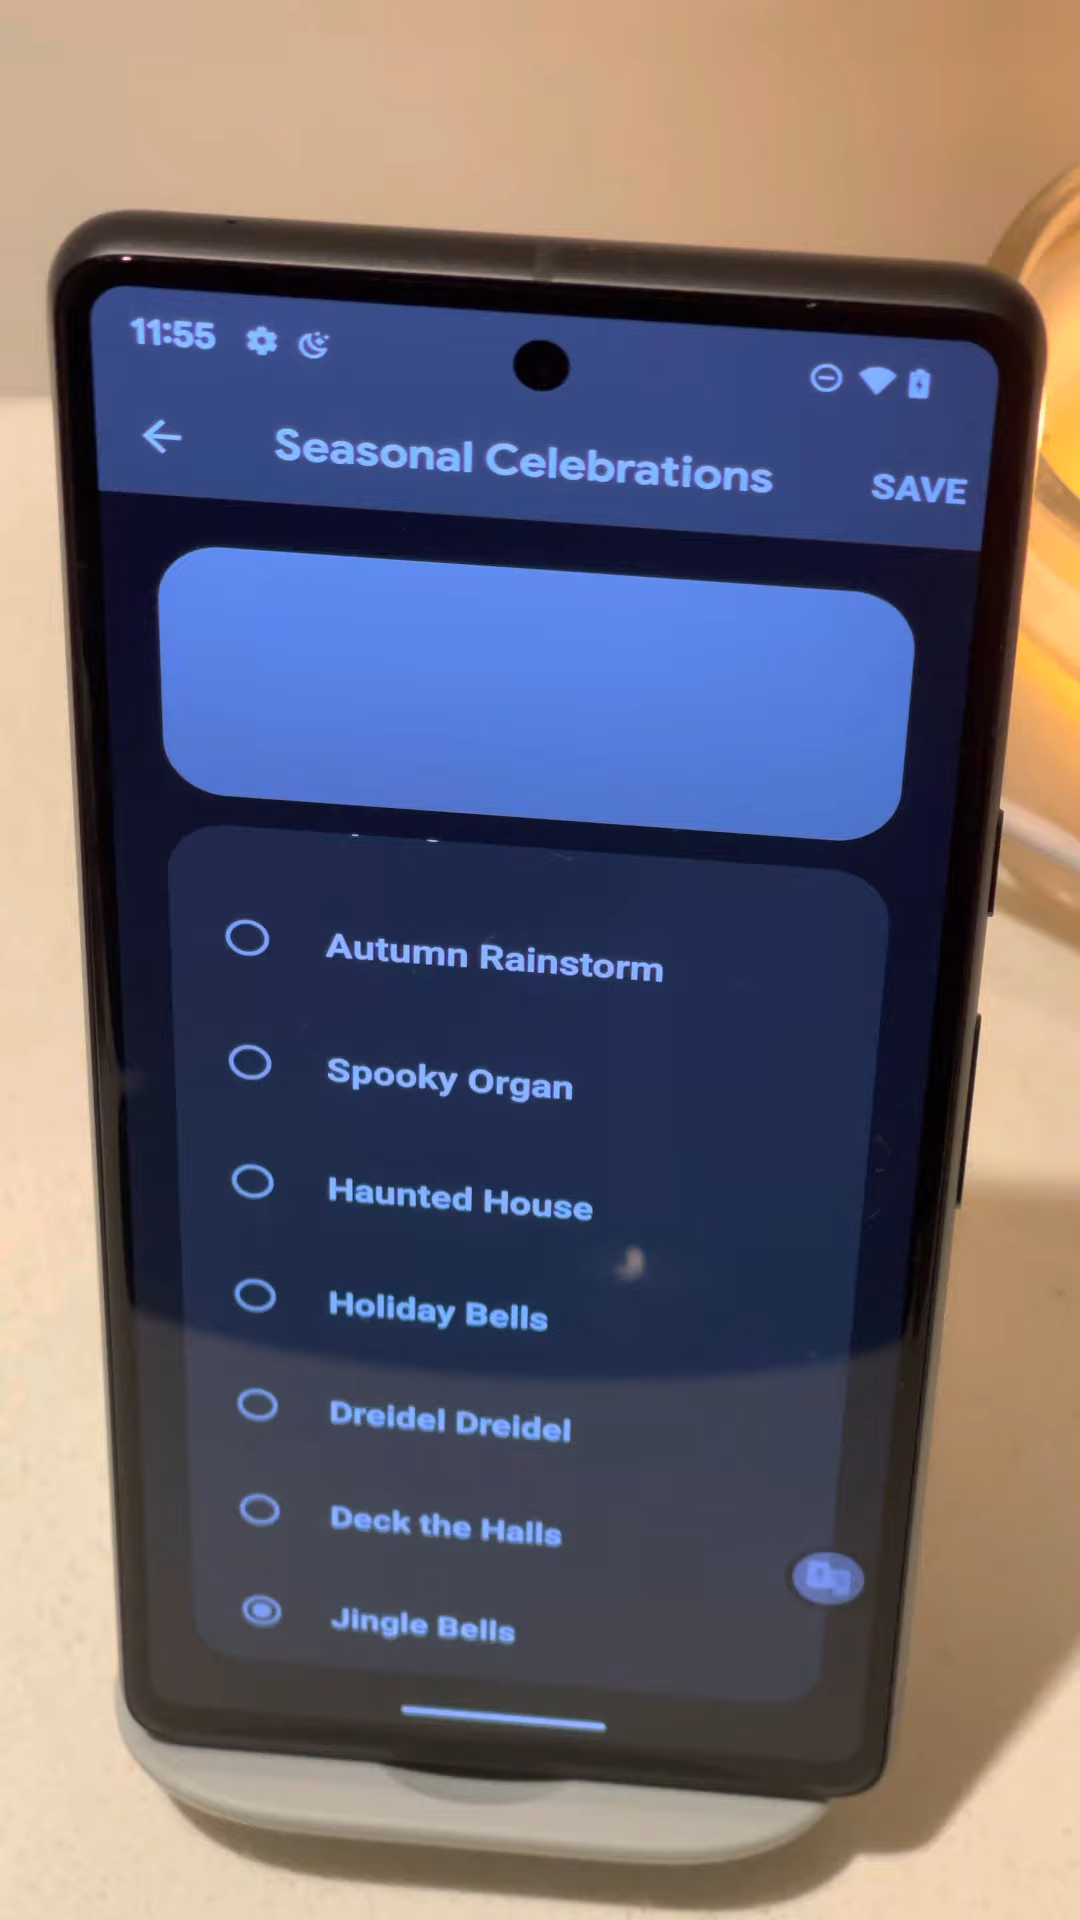 11:55
Seasonal Celebrations
SAVE
Autumn Rainstorm
Spooky Organ
Haunted House
Holiday Bells
Dreidel Dreidel
Deck the Halls
Jingle Bells